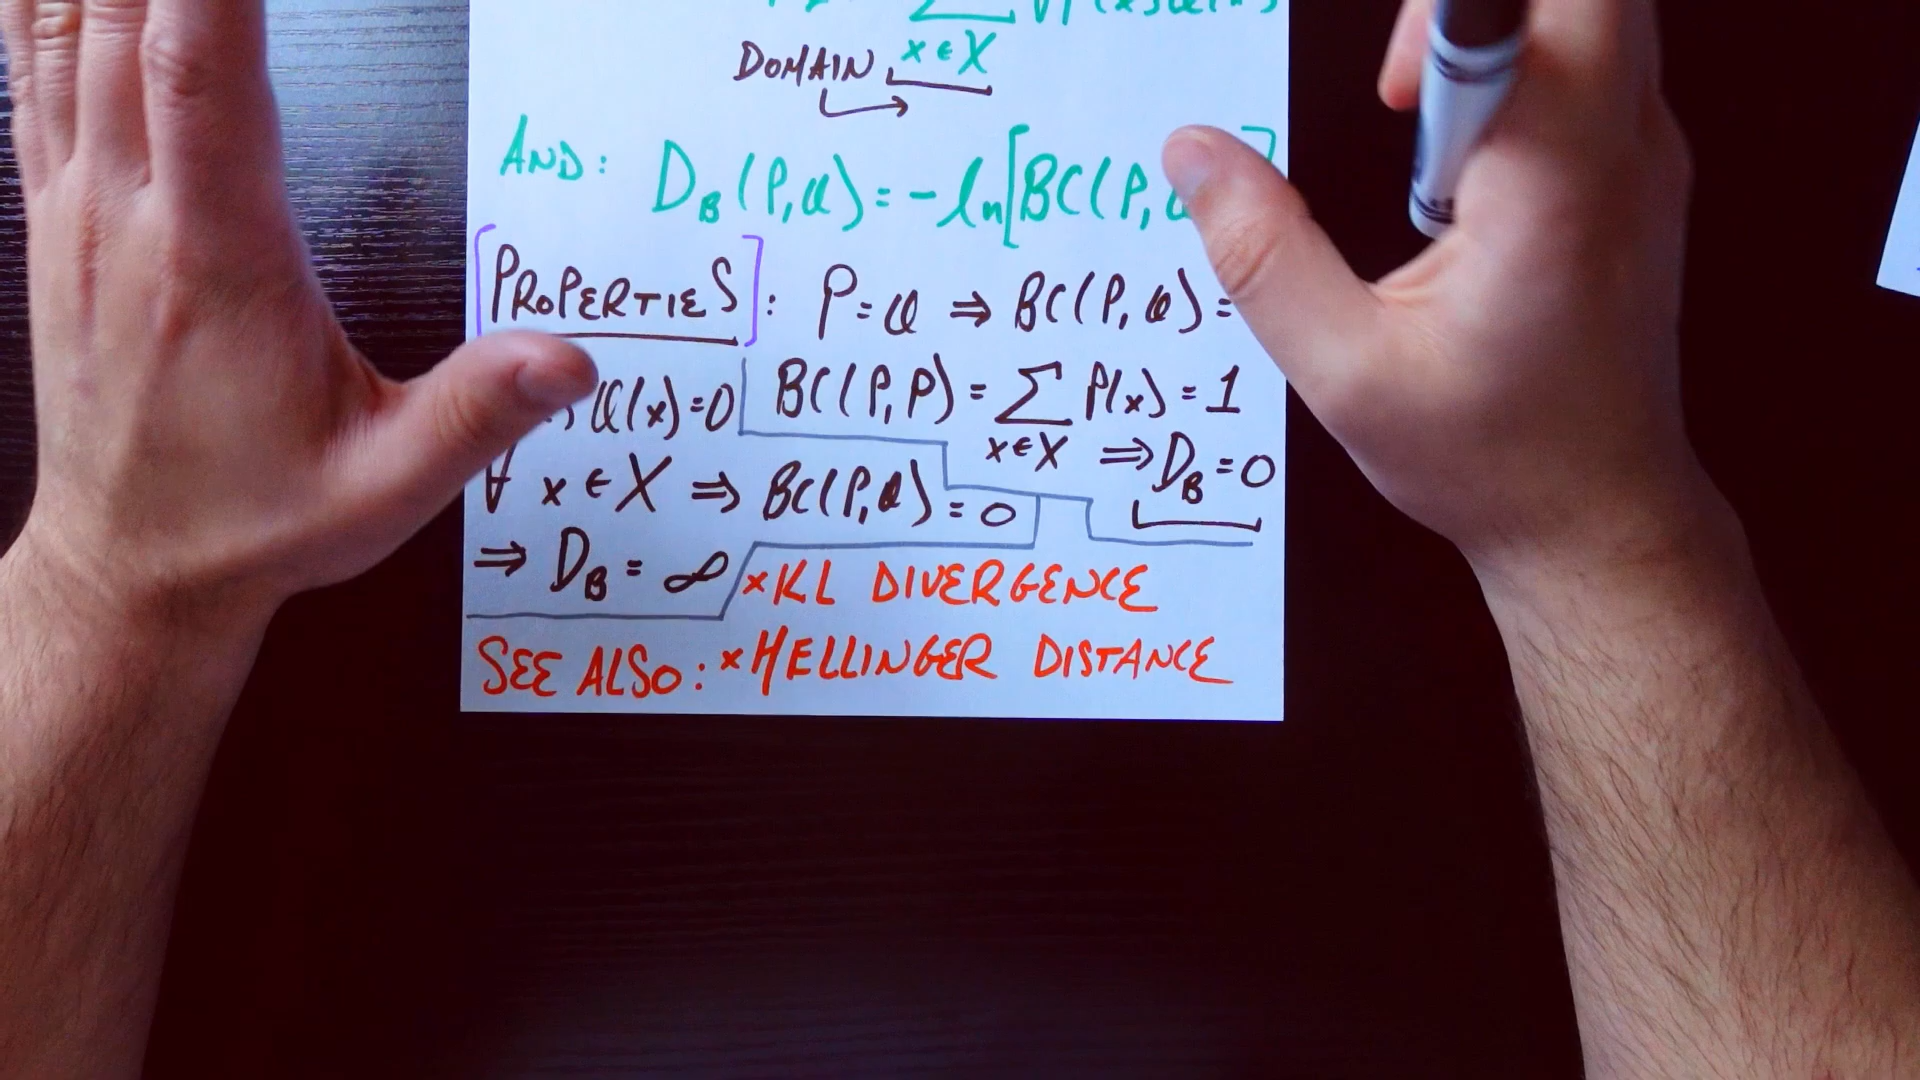 x ∈ X
DOMAIN
AND: D_B(P,Q) = -ln[BC(P,
[PROPERTIES]: P=Q ⇒ BC(P,Q)=
Q(x)=0 BC(P,P) = ∑ P(x) = 1
x∈X ⇒ D_B = 0
∀ x ∈ X ⇒ BC(P,Q) = 0
⇒ D_B = ∞ ×KL DIVERGENCE
SEE ALSO: ×HELLINGER DISTANCE